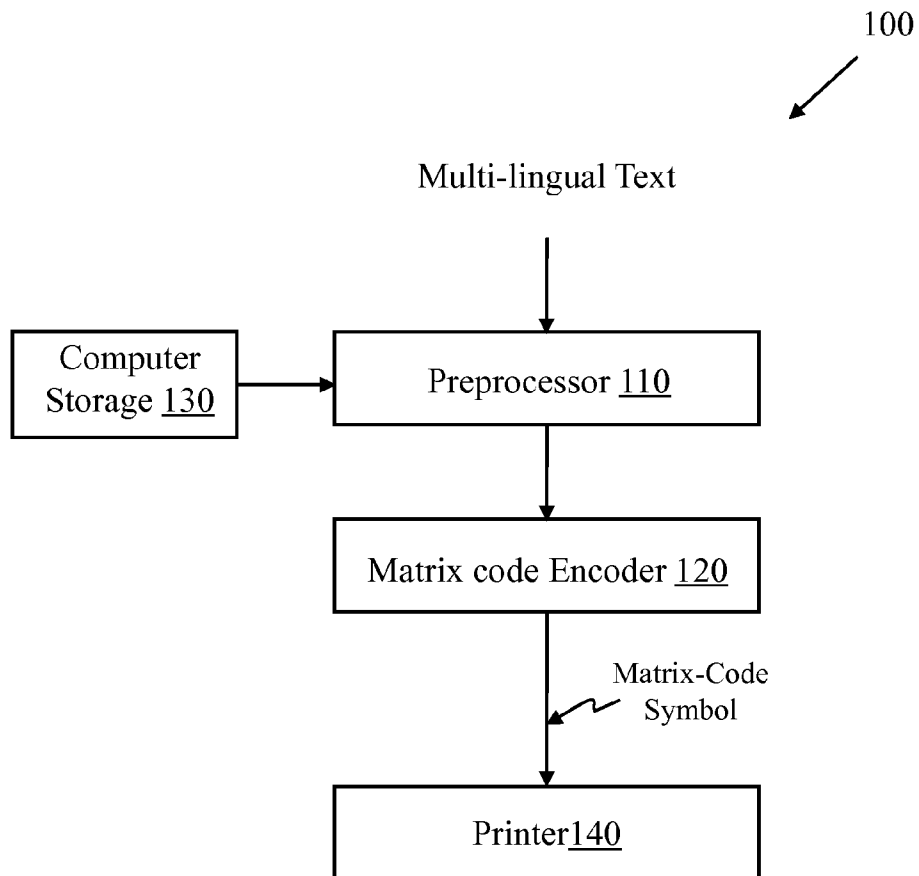 100
Multi-lingual Text
Computer
Storage 130
Preprocessor 110
Matrix code Encoder 120
Matrix-Code
Symbol
Printer140